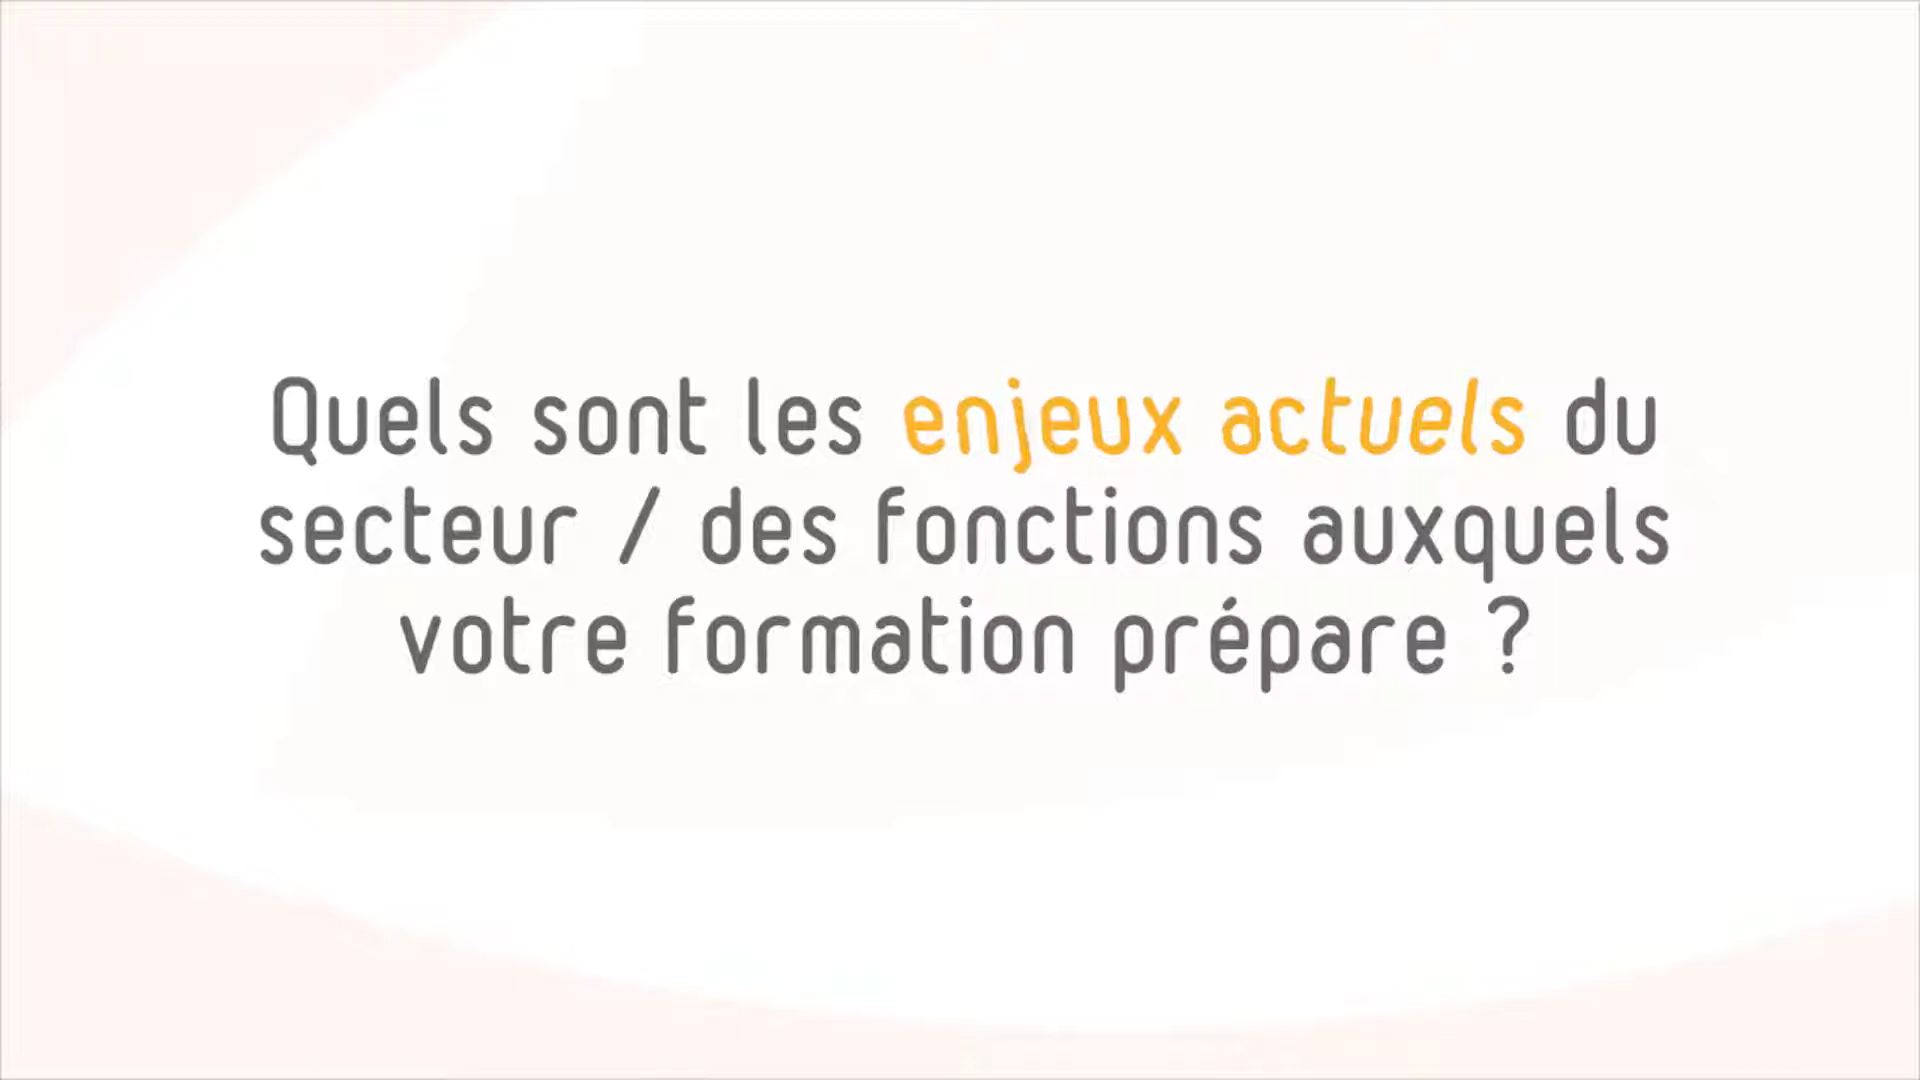 Quels sont les enjeux actuels du
secteur / des fonctions auxquels
votre formation prépare ?